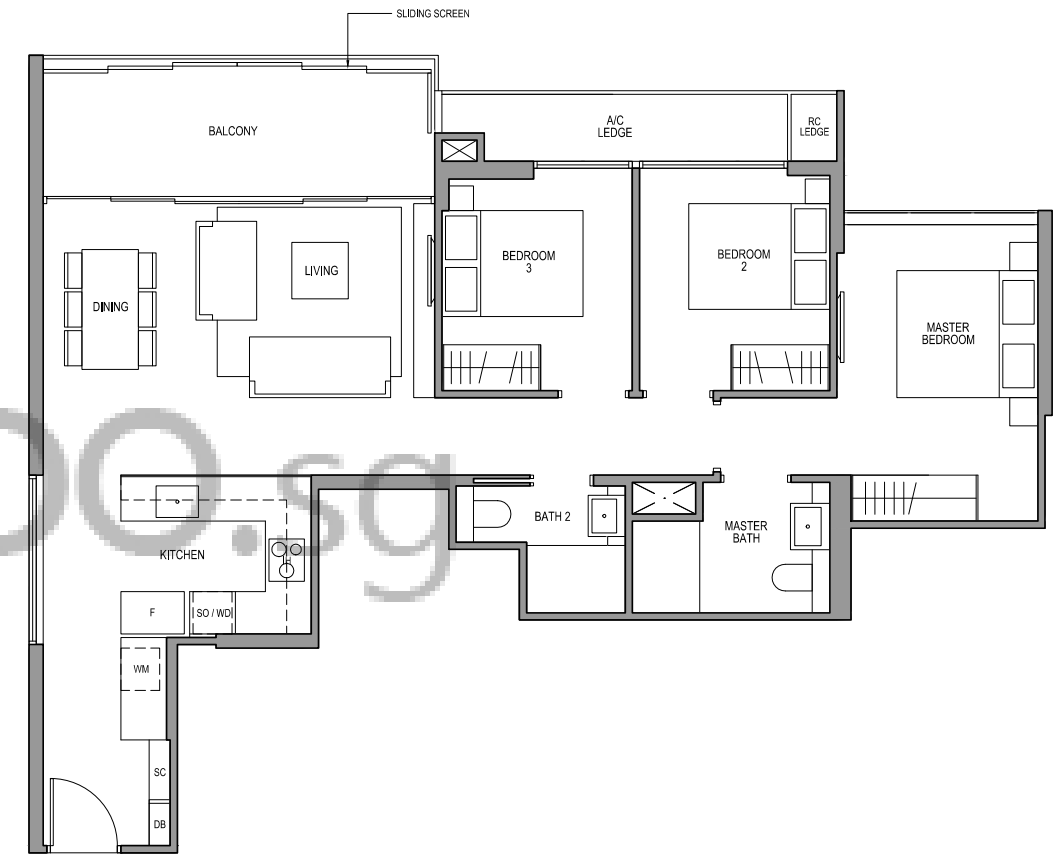 SLIDING SCREEN
BALCONY
A/C
LEDGE
RC
LEDGE
BEDROOM
3
BEDROOM
2
LIVING
DINING
MASTER
BEDROOM
.sg
BATH 2
MASTER
BATH
KITCHEN
F
SO / WD
WM
SC
DB